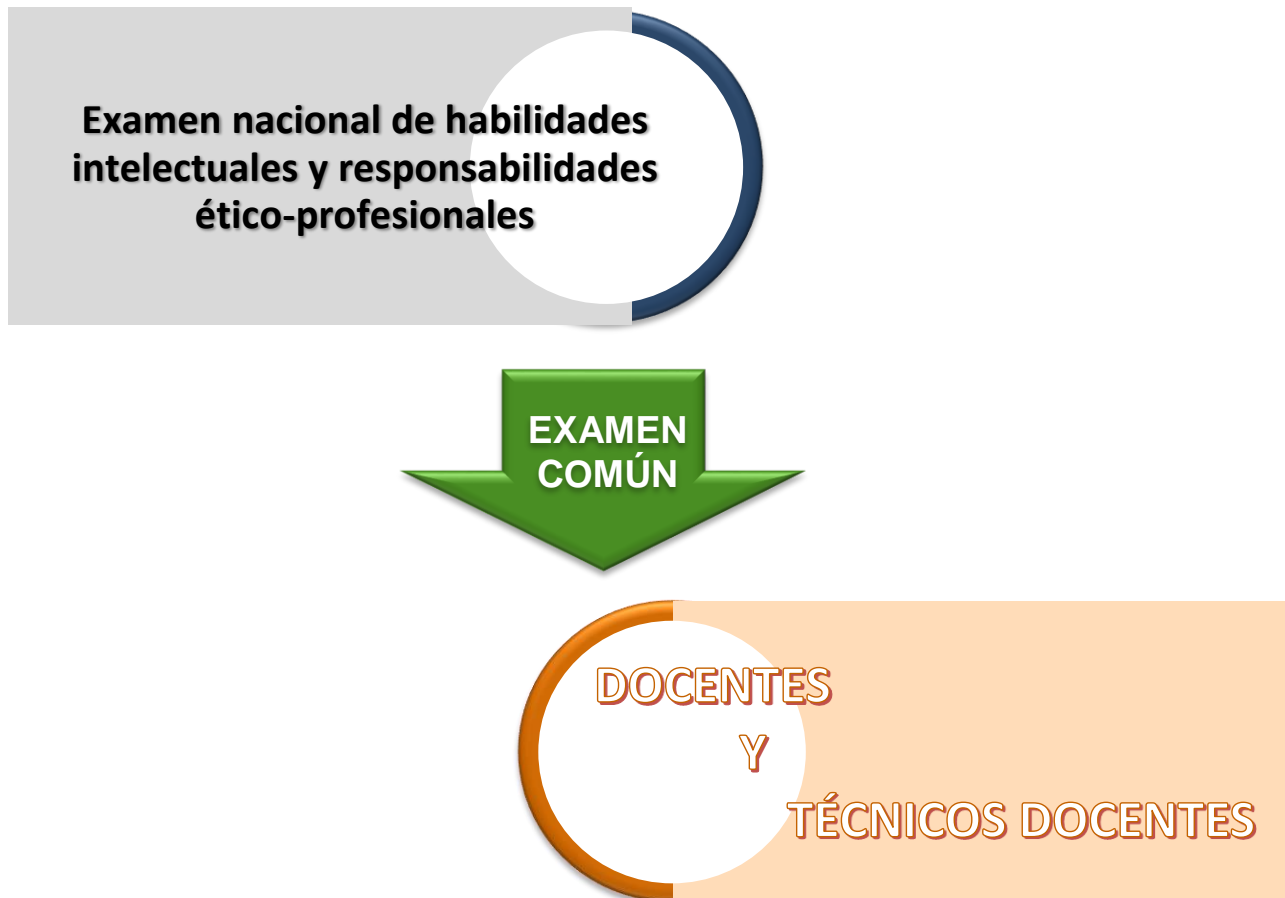 Examen nacional de habilidades
intelectuales y responsabilidades
ético-profesionales
EXAMEN
COMÚN
DOCENTES
Y
TÉCNICOS DOCENTES